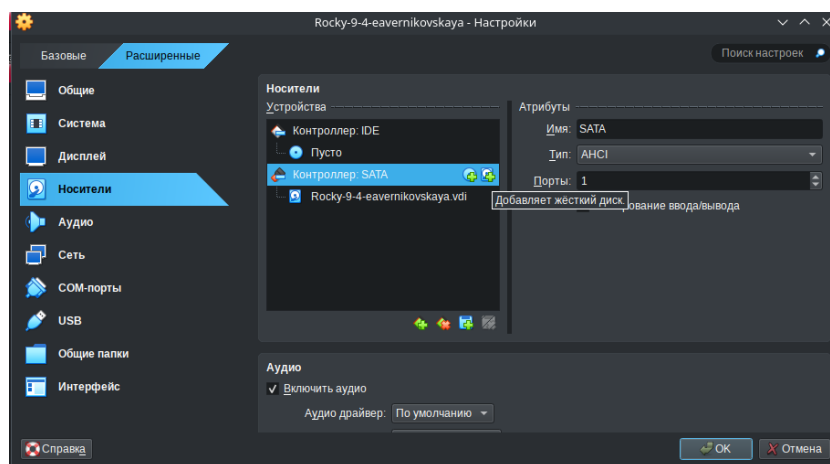 Rocky-9-4-eavernikovskaya - Настройки
Базовые
Расширенные
Поиск настроек
Общие
Система
Дисплей
Носители
Аудио
Сеть
COM-порты
USB
Общие папки
Интерфейс
Носители
Устройства
Контроллер: IDE
Пусто
Контроллер: SATA
Rocky-9-4-eavernikovskaya.vdi
Атрибуты
Имя: SATA
Тип: AHCI
Порты: 1
Добавляет жёсткий диск.
ввода/вывода
Аудио
Включить аудио
Аудио драйвер: По умолчанию
Справка
OK
Отмена